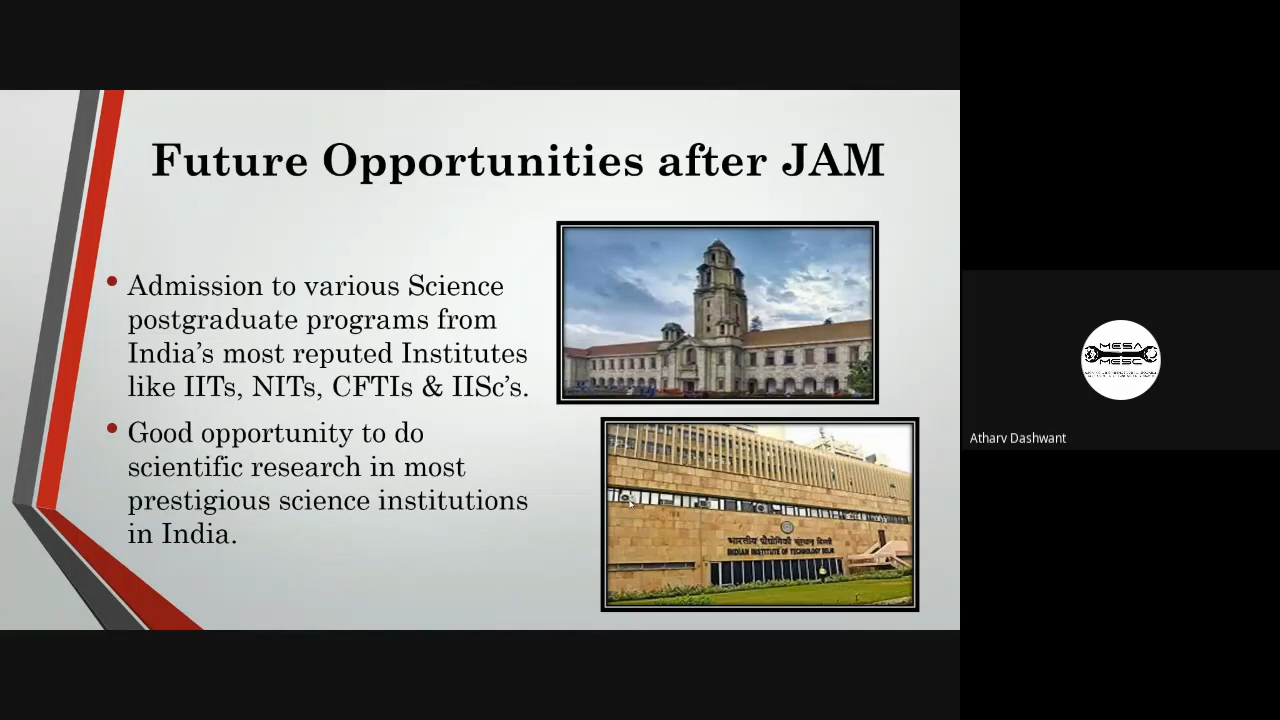 Future Opportunities after JAM
• Admission to various Science
postgraduate programs from
India’s most reputed Institutes
like IITs, NITs, CFTIs & IISc’s.
• Good opportunity to do
scientific research in most
prestigious science institutions
in India.
भारतीय प्रौद्योगिकी संस्थान दिल्ली
INDIAN INSTITUTE OF TECHNOLOGY DELHI
MESA
MESC
Atharv Dashwant